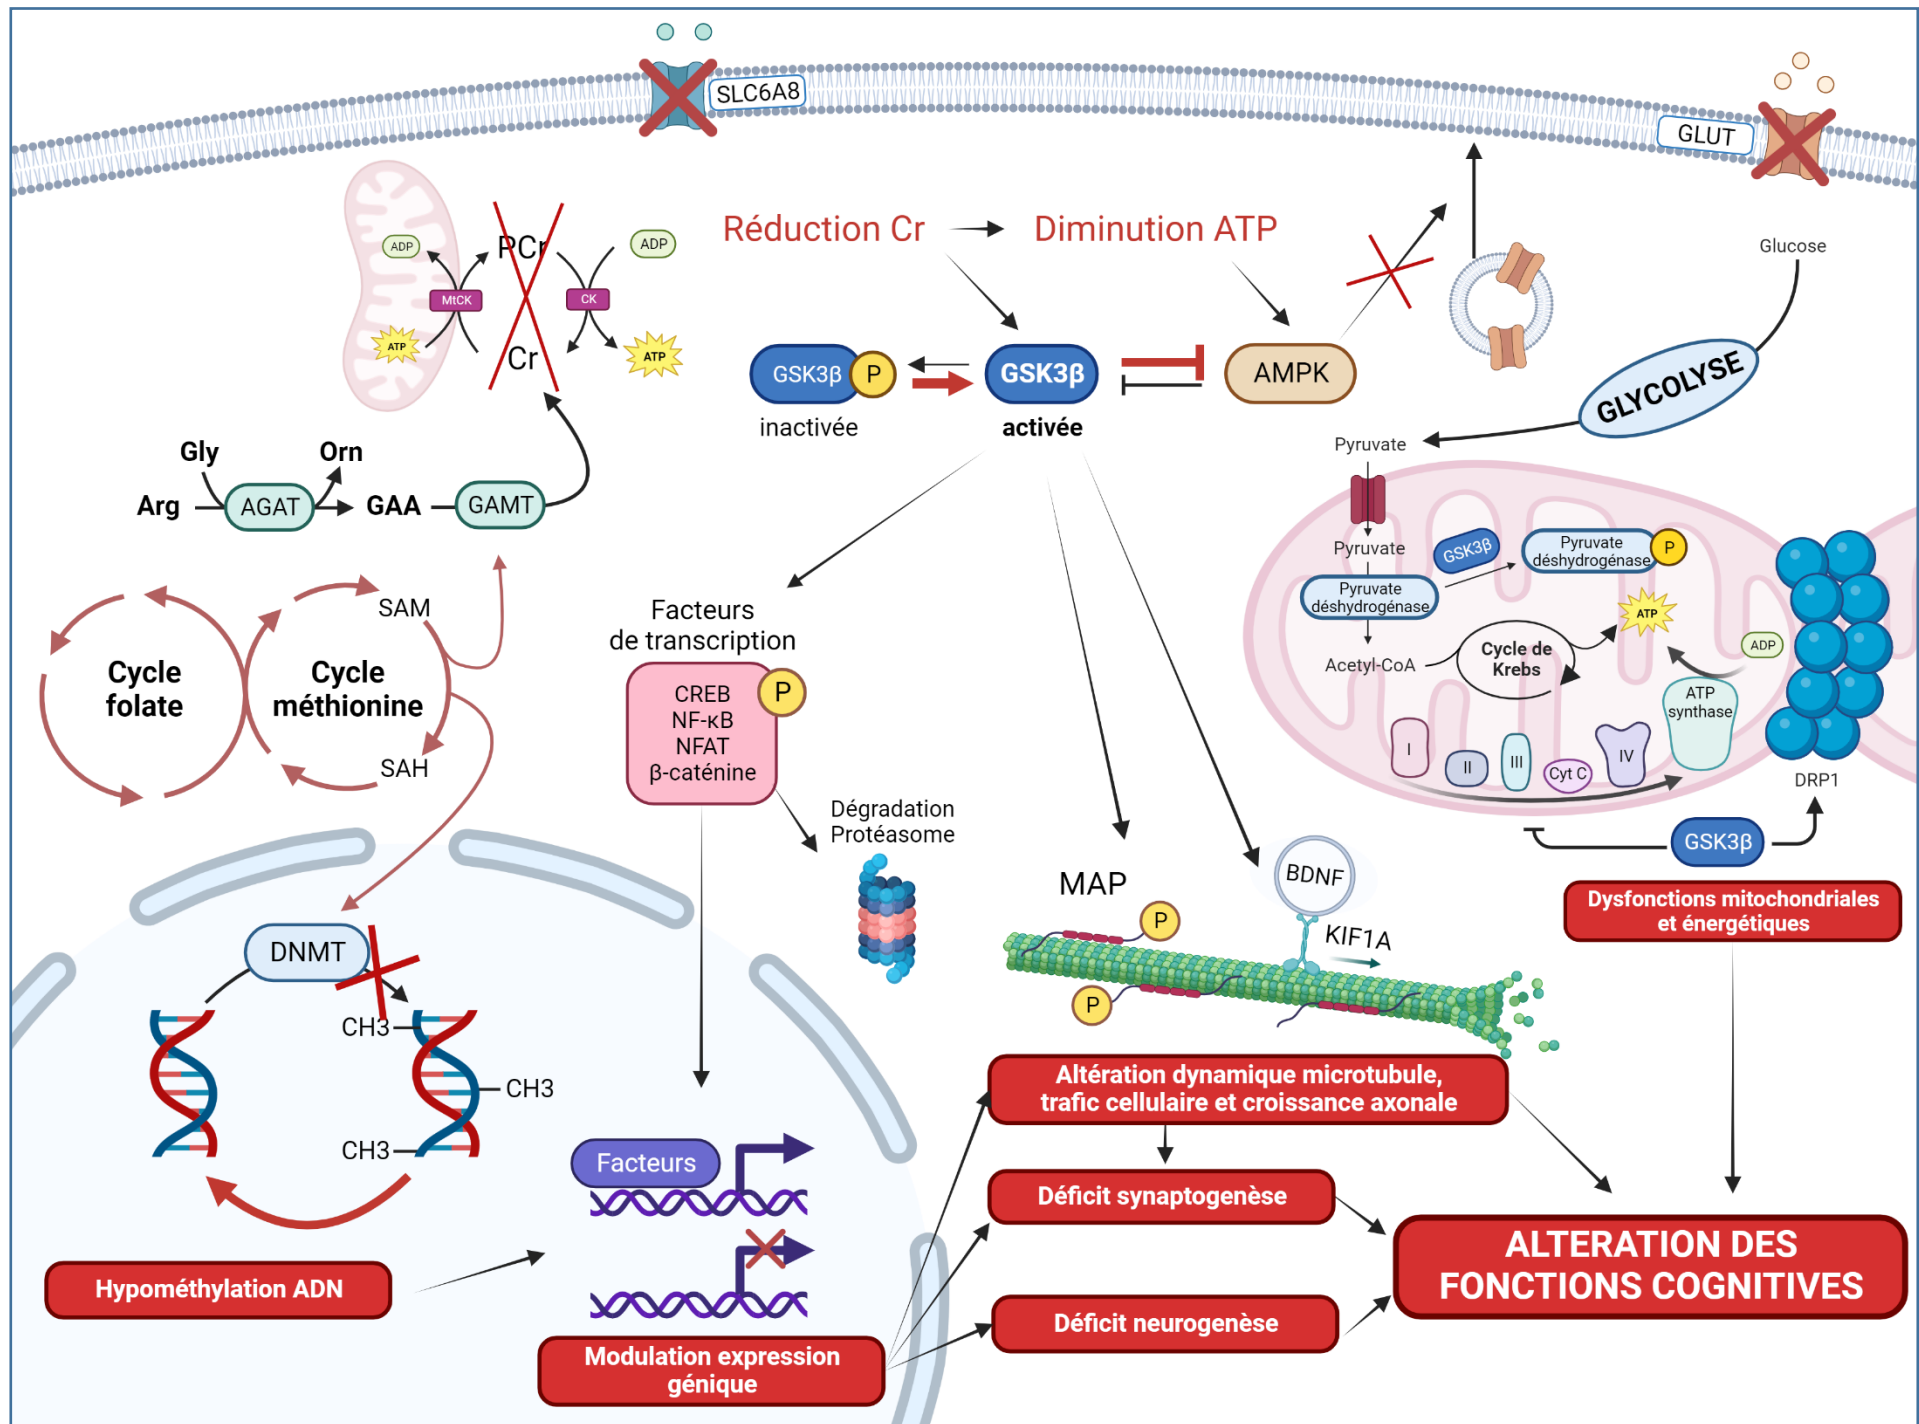 SLC6A8
GLUT
Réduction Cr
Diminution ATP
PCr
ADP
ADP
MtCK
CK
ATP
ATP
Cr
Glucose
GSK3β
P
GSK3β
AMPK
inactivée
activée
GLYCOLYSE
Gly
Orn
Arg
AGAT
GAA
GAMT
Pyruvate
Pyruvate
GSK3β
Pyruvate
déshydrogénase
P
Pyruvate
déshydrogénase
ATP
ADP
Acetyl-CoA
Cycle de
Krebs
ATP
synthase
I
II
III
Cyt C
IV
DRP1
GSK3β
Dysfonctions mitochondriales
et énergétiques
SAM
Cycle
folate
Cycle
méthionine
SAH
Facteurs
de transcription
P
CREB
NF-κB
NFAT
β-caténine
Dégradation
Protéasome
MAP
BDNF
P
KIF1A
P
DNMT
CH3
CH3
CH3
Altération dynamique microtubule,
trafic cellulaire et croissance axonale
Facteurs
Déficit synaptogenèse
Hypométhylation ADN
Déficit neurogenèse
ALTERATION DES
FONCTIONS COGNITIVES
Modulation expression
génique